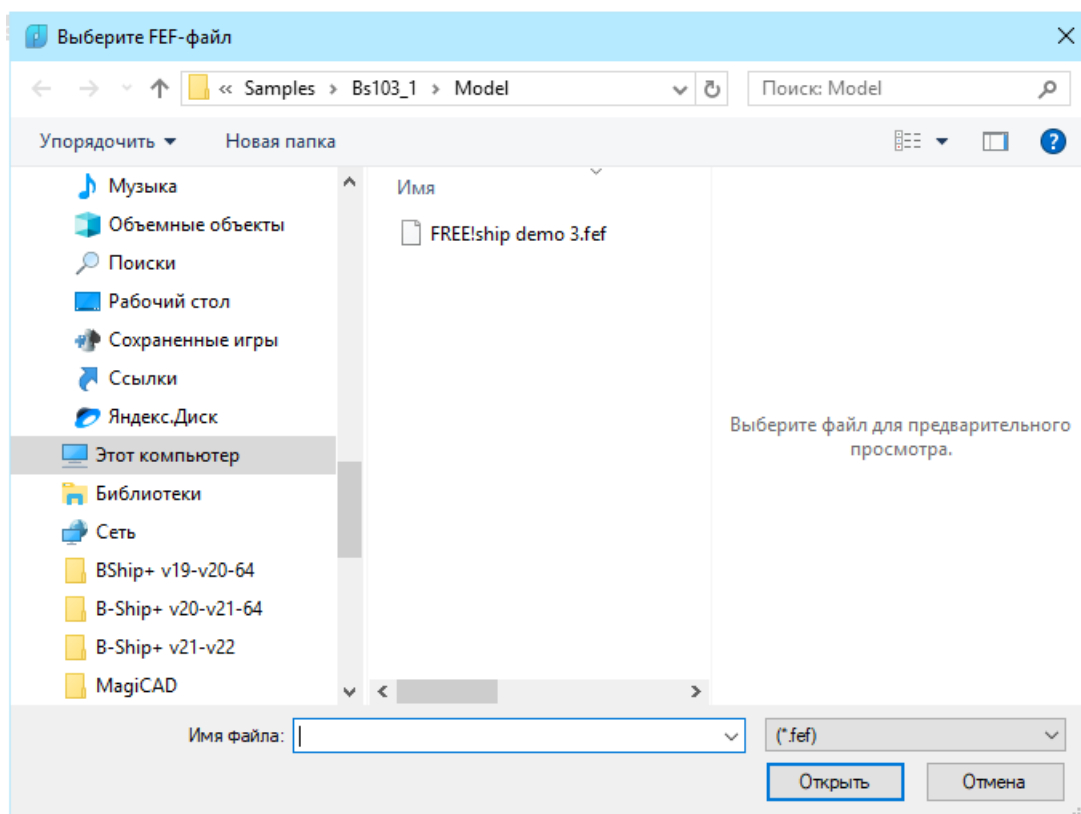 Выберите FEF-файл
« Samples > Bs103_1 > Model
Поиск: Model
Упорядочить
Новая папка
Музыка
Объемные объекты
Поиски
Рабочий стол
Сохраненные игры
Ссылки
Яндекс.Диск
Этот компьютер
Библиотеки
Сеть
BShip+ v19-v20-64
B-Ship+ v20-v21-64
B-Ship+ v21-v22
MagiCAD
Имя
FREE!ship demo 3.fef
Выберите файл для предварительного
просмотра.
Имя файла:
(*.fef)
Открыть
Отмена